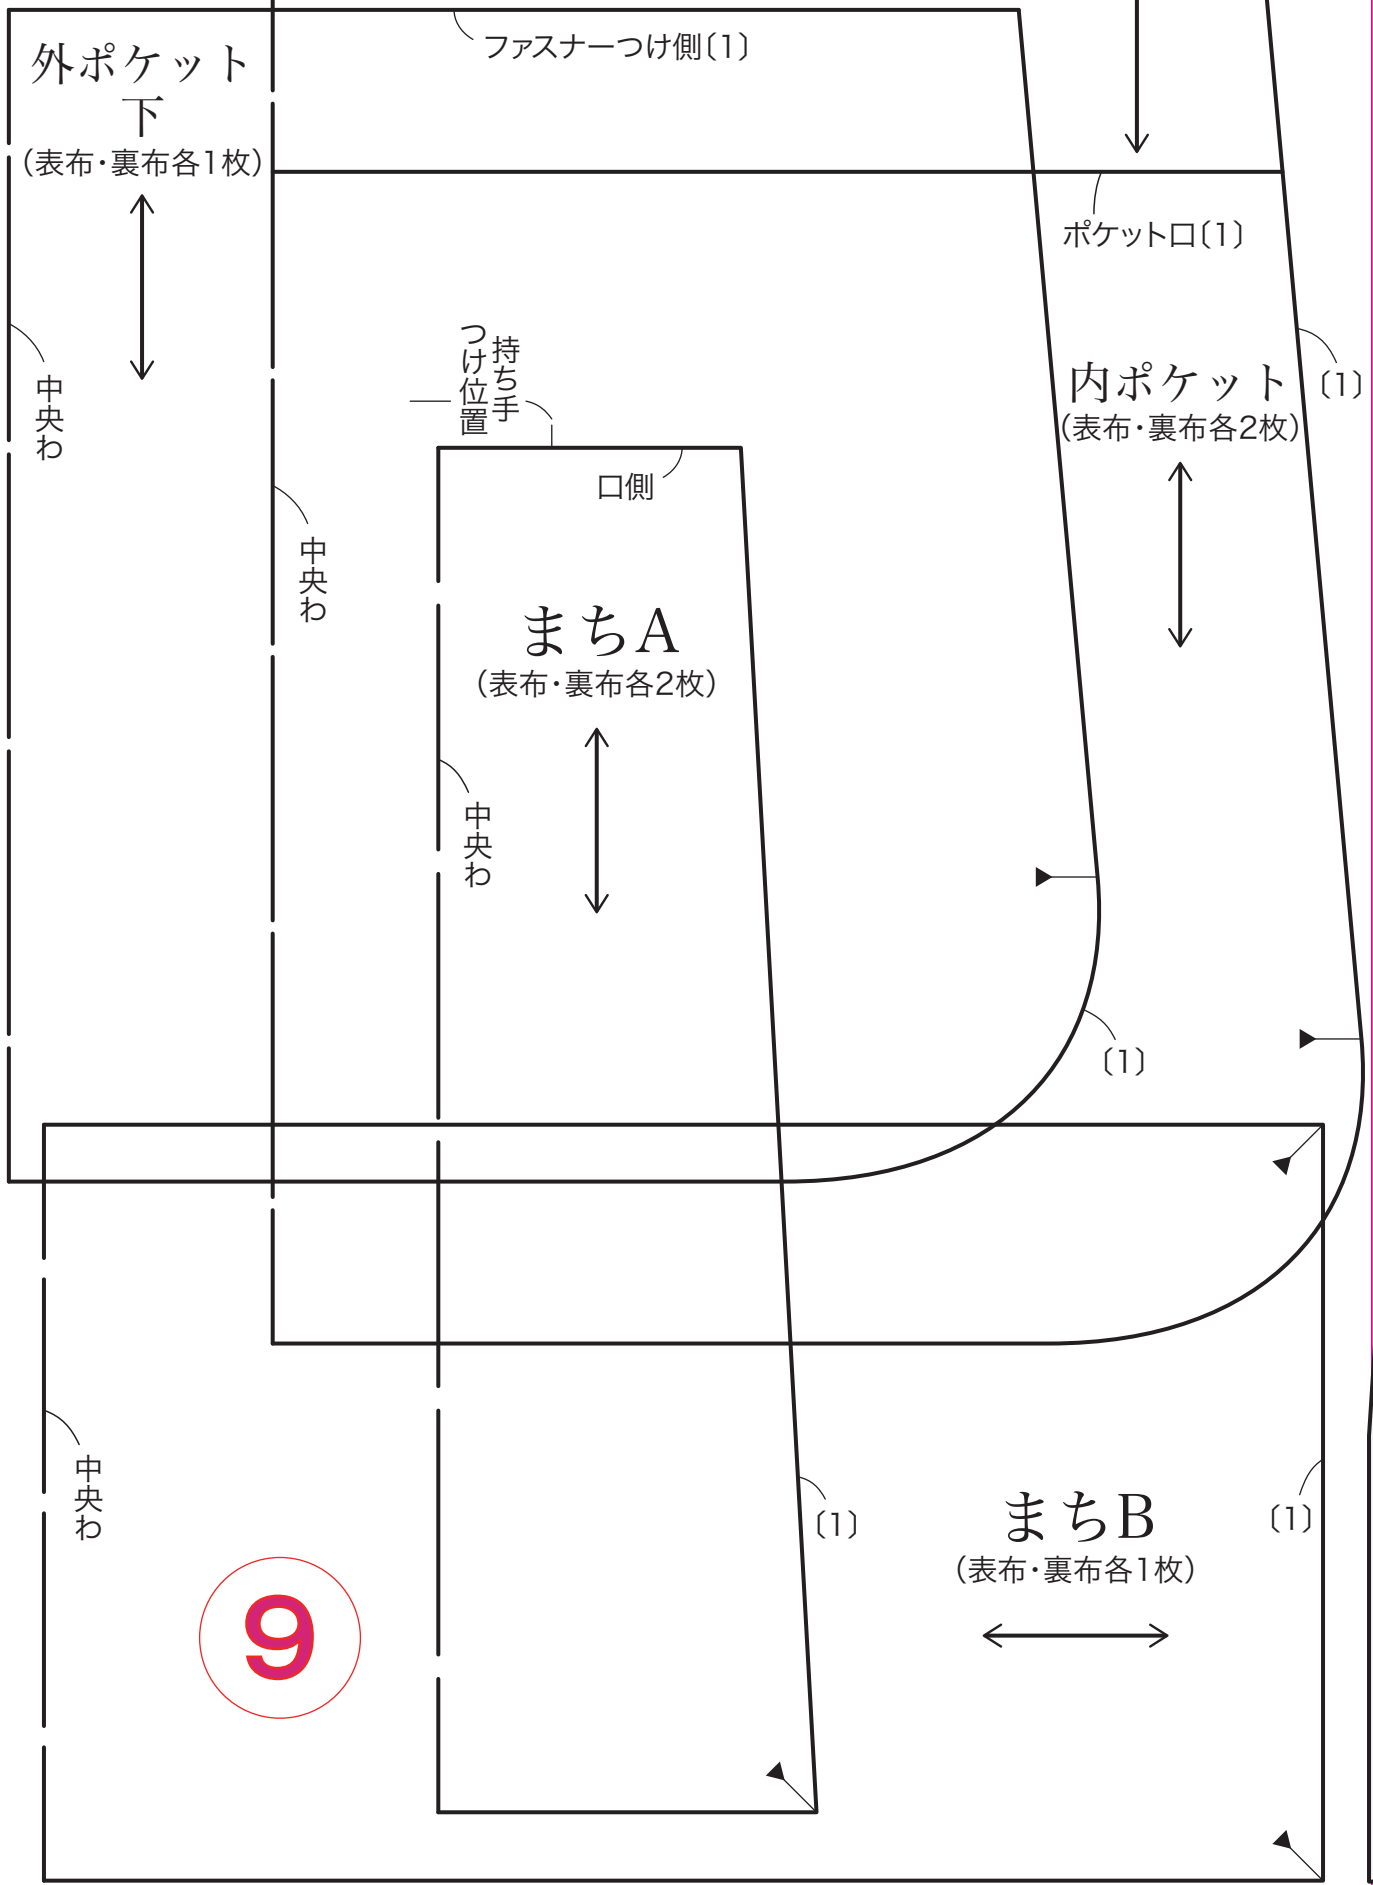 ファスナーつけ側〔1〕
外ポケット
下
(表布・裏布各1枚)
ポケット口〔1〕
中央わ
持ち手
つけ位置
内ポケット
(表布・裏布各2枚)
〔1〕
口側
中央わ
まちA
(表布・裏布各2枚)
中央わ
〔1〕
中央わ
〔1〕
まちB
(表布・裏布各1枚)
〔1〕
9